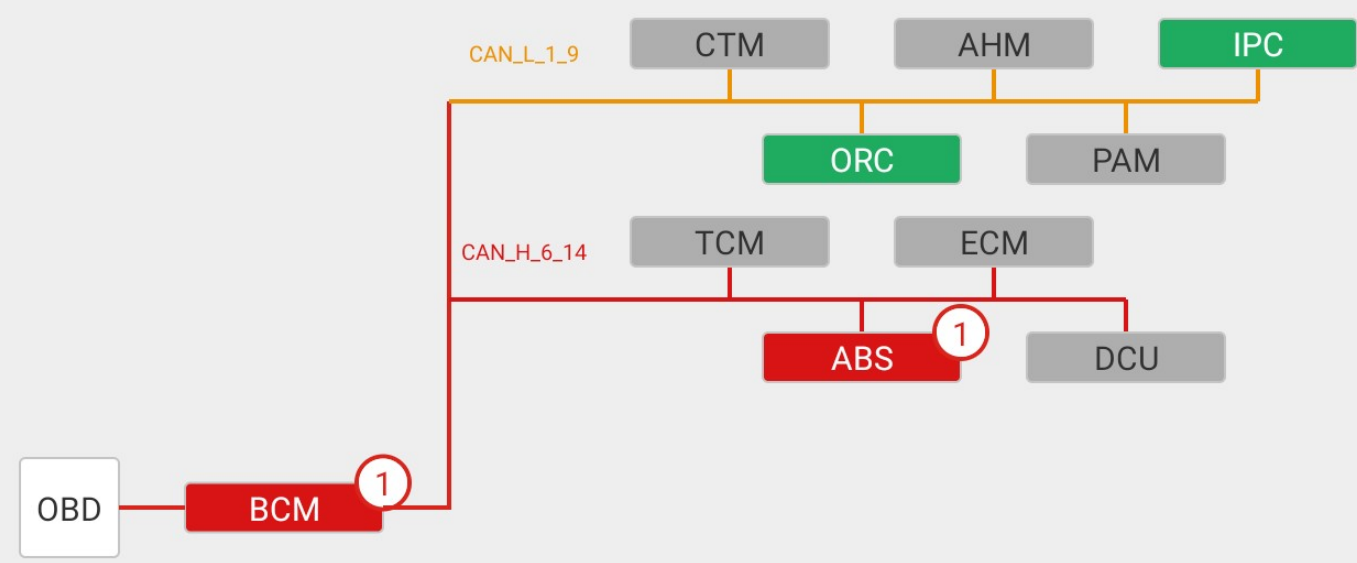 CAN_L_1_9
CTM
AHM
IPC
ORC
PAM
CAN_H_6_14
TCM
ECM
ABS
1
DCU
OBD
BCM
1